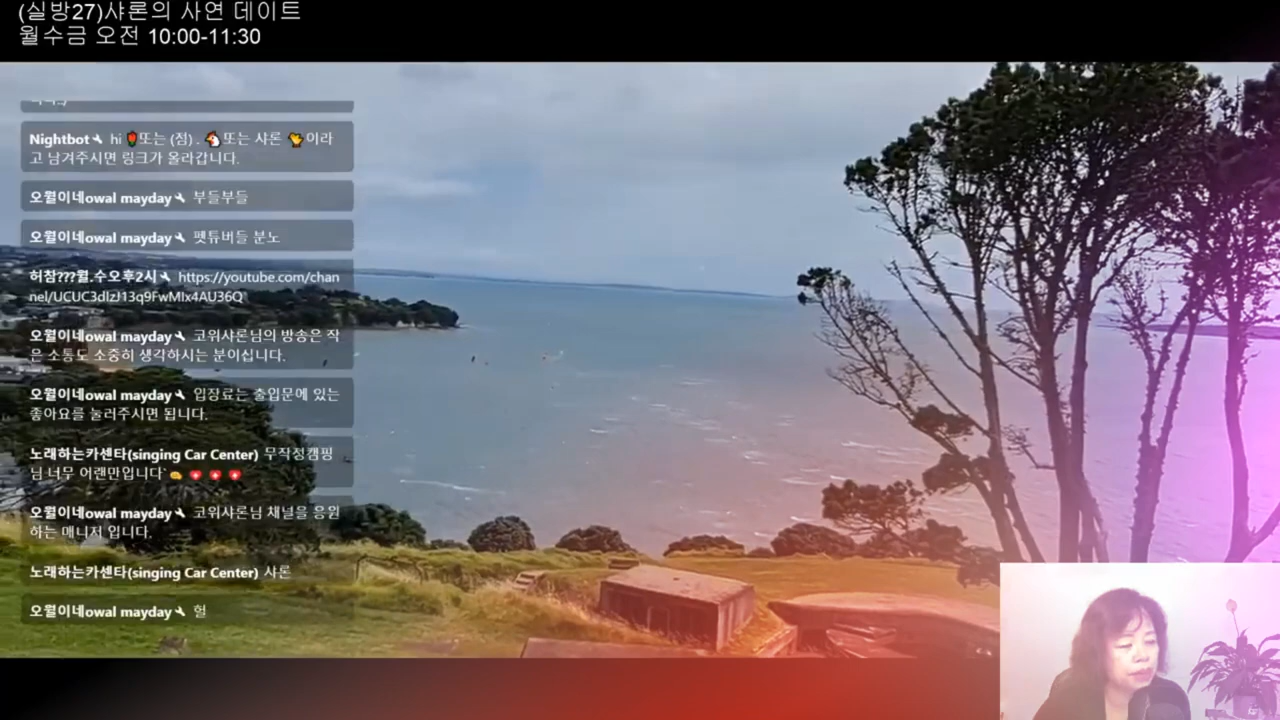 (실방27)샤론의 사연 데이트
월수금 오전 10:00-11:30
Nightbot hi 또는 (점) . 또는 샤론 이라
고 남겨주시면 링크가 올라갑니다.
오월이네owal mayday 부들부들
오월이네owal mayday 펫튜버들 분노
허참???월.수오후2시 https://youtube.com/chan
nel/UCUC3dlzJ13q9FwMIx4AU36Q
오월이네owal mayday 코위샤론님의 방송은 작
은 소통도 소중히 생각하시는 분이십니다.
오월이네owal mayday 입장료는 출입문에 있는
좋아요를 눌러주시면 됩니다.
노래하는카센타(singing Car Center) 무작정캠핑
님 너무 어랜만입니다`
오월이네owal mayday 코위샤론님 채널을 응원
하는 매니저 입니다.
노래하는카센타(singing Car Center) 사론
오월이네owal mayday 헐